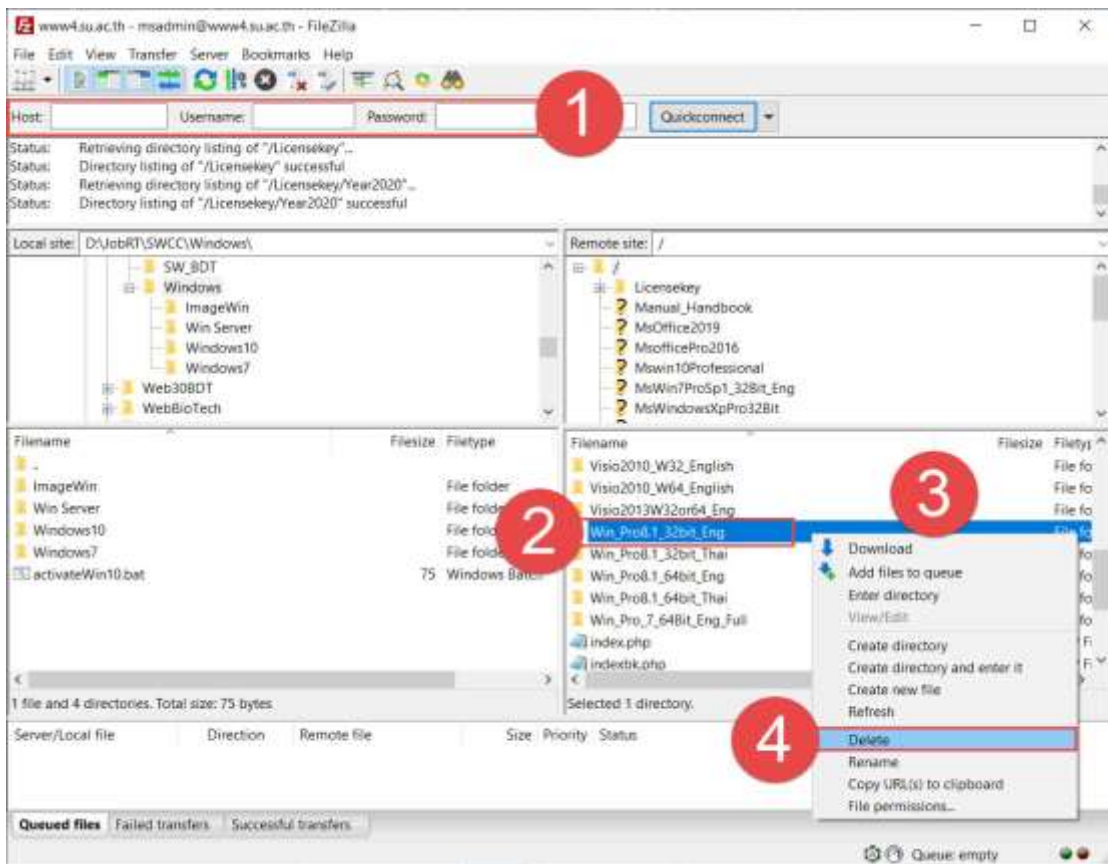 www4.su.ac.th - msadmin@www4.su.ac.th - FileZilla
File Edit View Transfer Server Bookmarks Help
Host: Username: Password: 1 Quickconnect
Status: Retrieving directory listing of "/Licensekey"...
Status: Directory listing of "/Licensekey" successful
Status: Retrieving directory listing of "/Licensekey/Year2020"...
Status: Directory listing of "/Licensekey/Year2020" successful
Local site: D:\JobRT\SWCC\Windows\
SW_BDT
Windows
ImageWin
Win Server
Windows10
Windows7
Web30BDT
WebBioTech
Remote site: /
/
Licensekey
Manual_Handbook
MsOffice2019
MsofficePro2016
Mswin10Professional
MsWin7ProSp1_32Bit_Eng
MsWindowsXpPro32Bit
Filename Filesize Filetype
..
ImageWin File folder
Win Server File folder
Windows10 File folder
Windows7 File folder
activateWin10.bat 75 Windows Batc...
1 file and 4 directories. Total size: 75 bytes
Filename Filesize Filetyp
Visio2010_W32_English File fo
Visio2010_W64_English File fo
Visio2013W32or64_Eng File fo
2 Win_Pro8.1_32bit_Eng File fo
Win_Pro8.1_32bit_Thai
Win_Pro8.1_64bit_Eng
Win_Pro8.1_64bit_Thai
Win_Pro_7_64Bit_Eng_Full
index.php
indexbk.php
Selected 1 directory.
3
Download
Add files to queue
Enter directory
View/Edit
Create directory
Create directory and enter it
Create new file
Refresh
4 Delete
Rename
Copy URL(s) to clipboard
File permissions...
Server/Local file Direction Remote file Size Priority Status
Queued files Failed transfers Successful transfers
Queue: empty